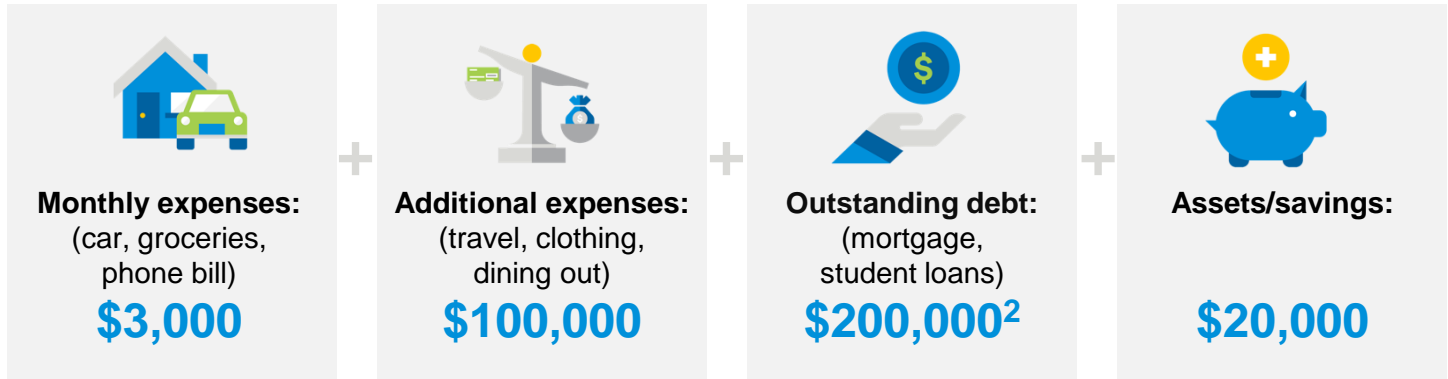 Monthly expenses:
(car, groceries,
phone bill)
$3,000
+
Additional expenses:
(travel, clothing,
dining out)
$100,000
+
$
Outstanding debt:
(mortgage,
student loans)
$200,000²
+
Assets/savings:
$20,000